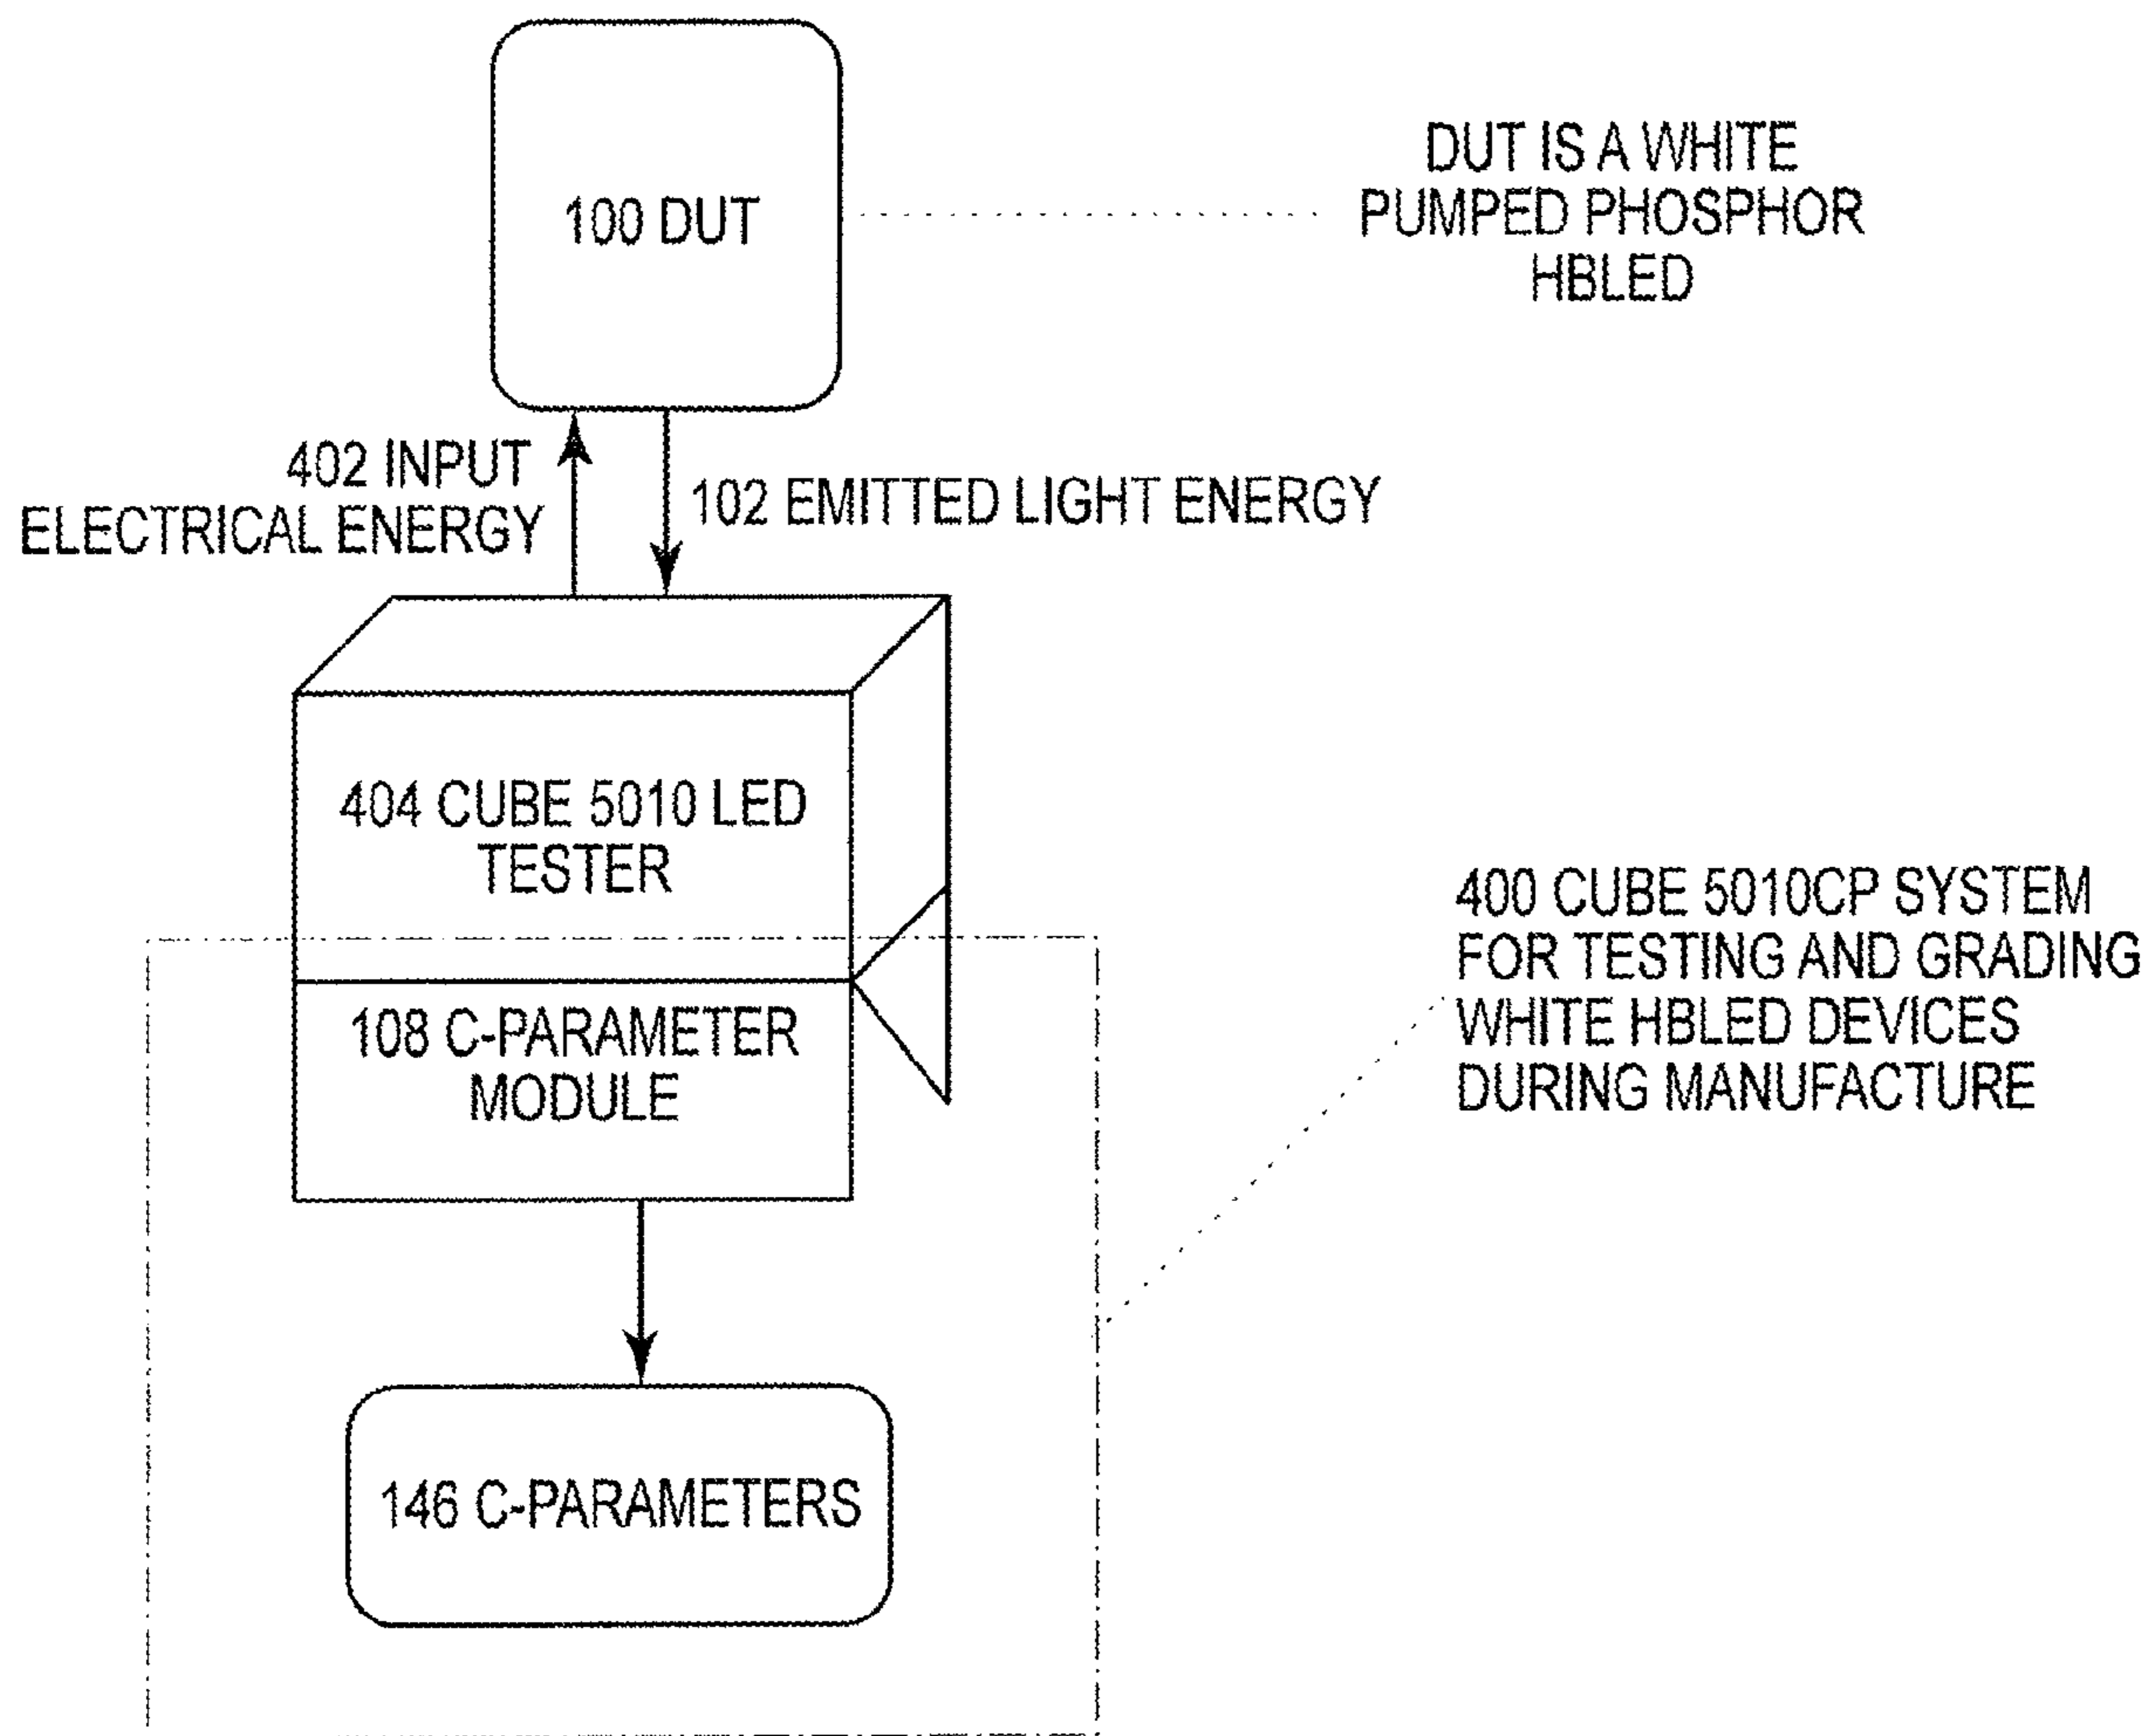 100 DUT
DUT IS A WHITE
PUMPED PHOSPHOR
HBLED
402 INPUT
ELECTRICAL ENERGY
102 EMITTED LIGHT ENERGY
404 CUBE 5010 LED
TESTER
108 C-PARAMETER
MODULE
400 CUBE 5010CP SYSTEM
FOR TESTING AND GRADING
WHITE HBLED DEVICES
DURING MANUFACTURE
146 C-PARAMETERS